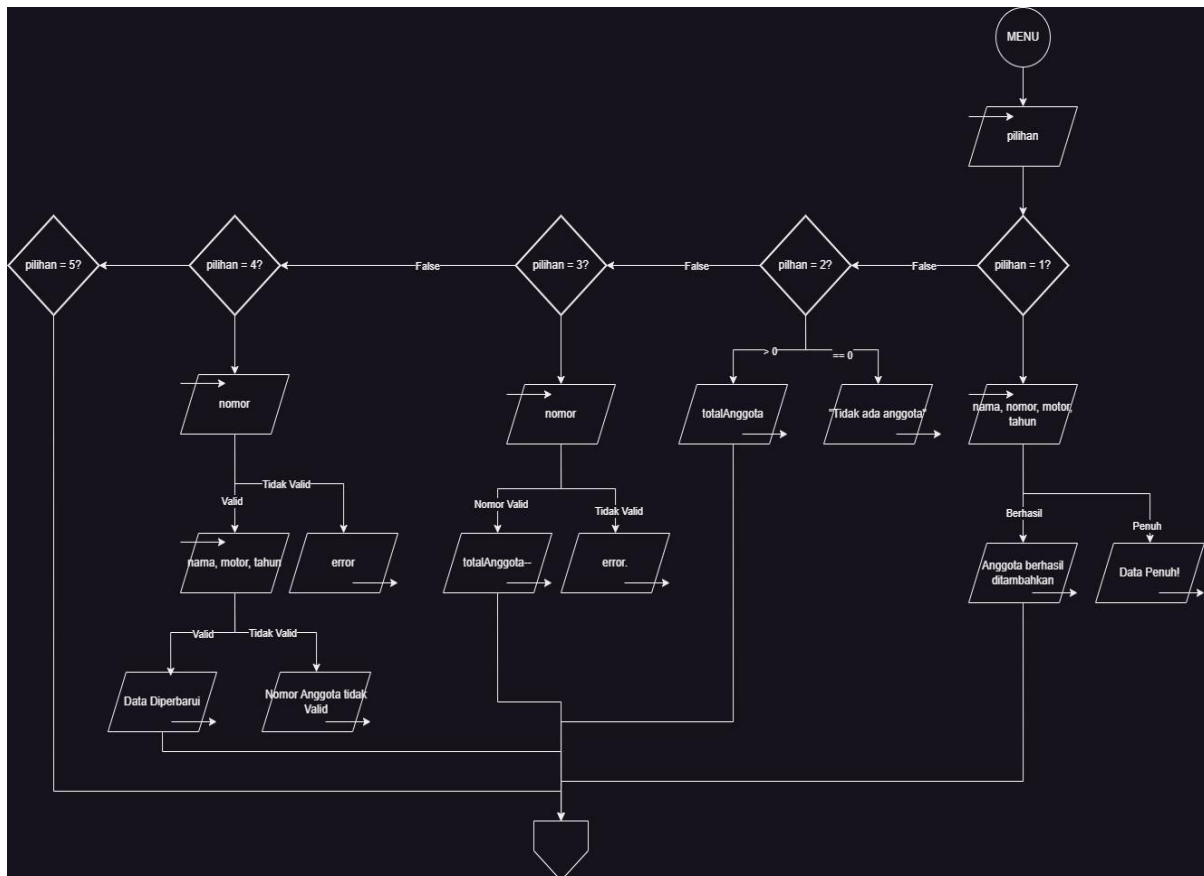 MENU
pilihan
pilihan = 5?
pilihan = 4?
False
pilihan = 3?
False
pilhan = 2?
False
pilihan = 1?
> 0
== 0
nomor
nomor
totalAnggota
"Tidak ada anggota"
nama, nomor, motor,
tahun
Valid
Tidak Valid
Nomor Valid
Tidak Valid
Berhasil
Penuh
nama, motor, tahun
error
totalAnggota--
error.
Anggota berhasil
ditambahkan
Data Penuh!
Valid
Tidak Valid
Data Diperbarui
Nomor Anggota tidak
Valid